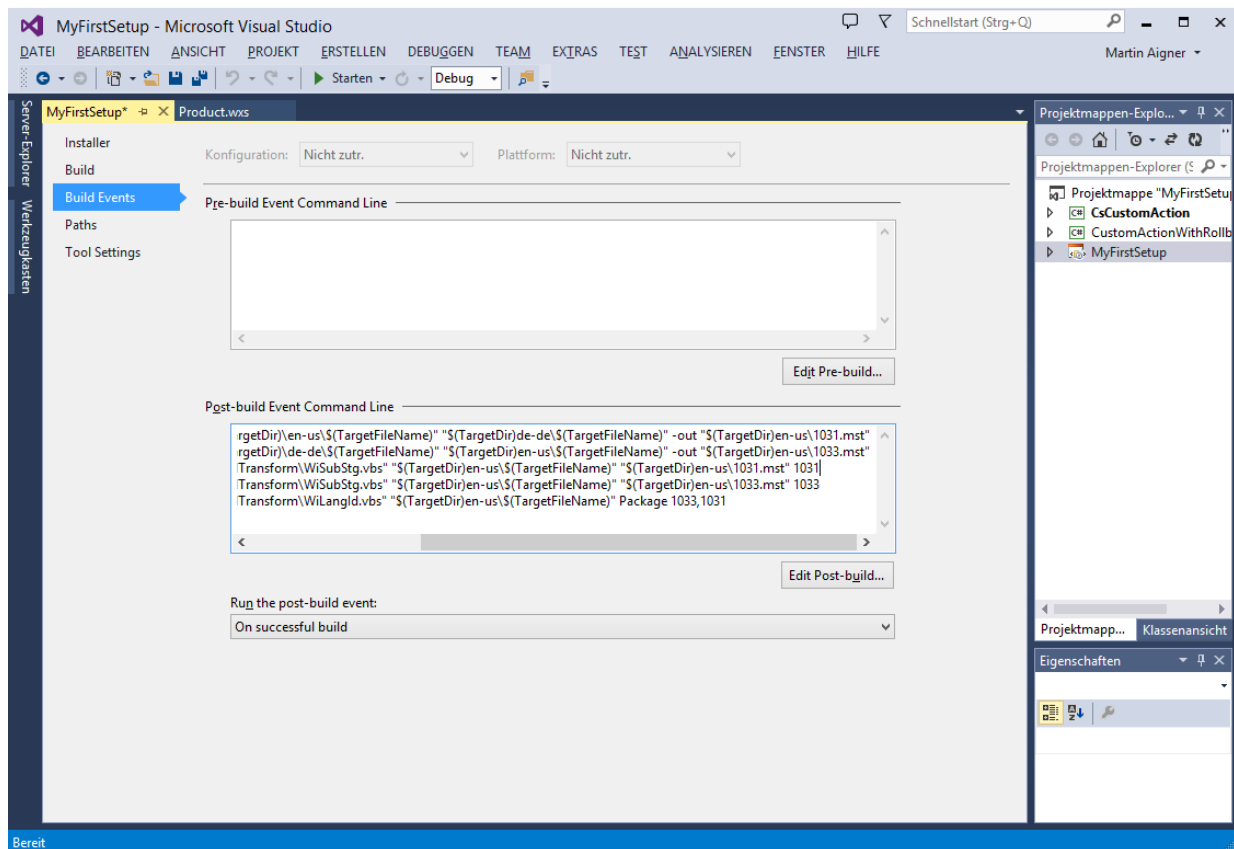 MyFirstSetup - Microsoft Visual Studio
Schnellstart (Strg+Q)
DATEI BEARBEITEN ANSICHT PROJEKT ERSTELLEN DEBUGGEN TEAM EXTRAS TEST ANALYSIEREN FENSTER HILFE
Martin Aigner
Starten
Debug
Server-Explorer
Werkzeugkasten
MyFirstSetup*
Product.wxs
Installer
Build
Build Events
Paths
Tool Settings
Konfiguration: Nicht zutr. Plattform: Nicht zutr.
Pre-build Event Command Line
Edit Pre-build...
Post-build Event Command Line
rgetDir)\en-us\$(TargetFileName)" "$(TargetDir)de-de\$(TargetFileName)" -out "$(TargetDir)en-us\1031.mst"
rgetDir)\de-de\$(TargetFileName)" "$(TargetDir)en-us\$(TargetFileName)" -out "$(TargetDir)en-us\1033.mst"
Transform\WiSubStg.vbs" "$(TargetDir)en-us\$(TargetFileName)" "$(TargetDir)en-us\1031.mst" 1031
Transform\WiSubStg.vbs" "$(TargetDir)en-us\$(TargetFileName)" "$(TargetDir)en-us\1033.mst" 1033
Transform\WiLangId.vbs" "$(TargetDir)en-us\$(TargetFileName)" Package 1033,1031
Edit Post-build...
Run the post-build event:
On successful build
Projektmappen-Explo...
Projektmappen-Explorer (S
Projektmappe "MyFirstSetu
C# CsCustomAction
C# CustomActionWithRollb
MyFirstSetup
Projektmapp... Klassenansicht
Eigenschaften
Bereit